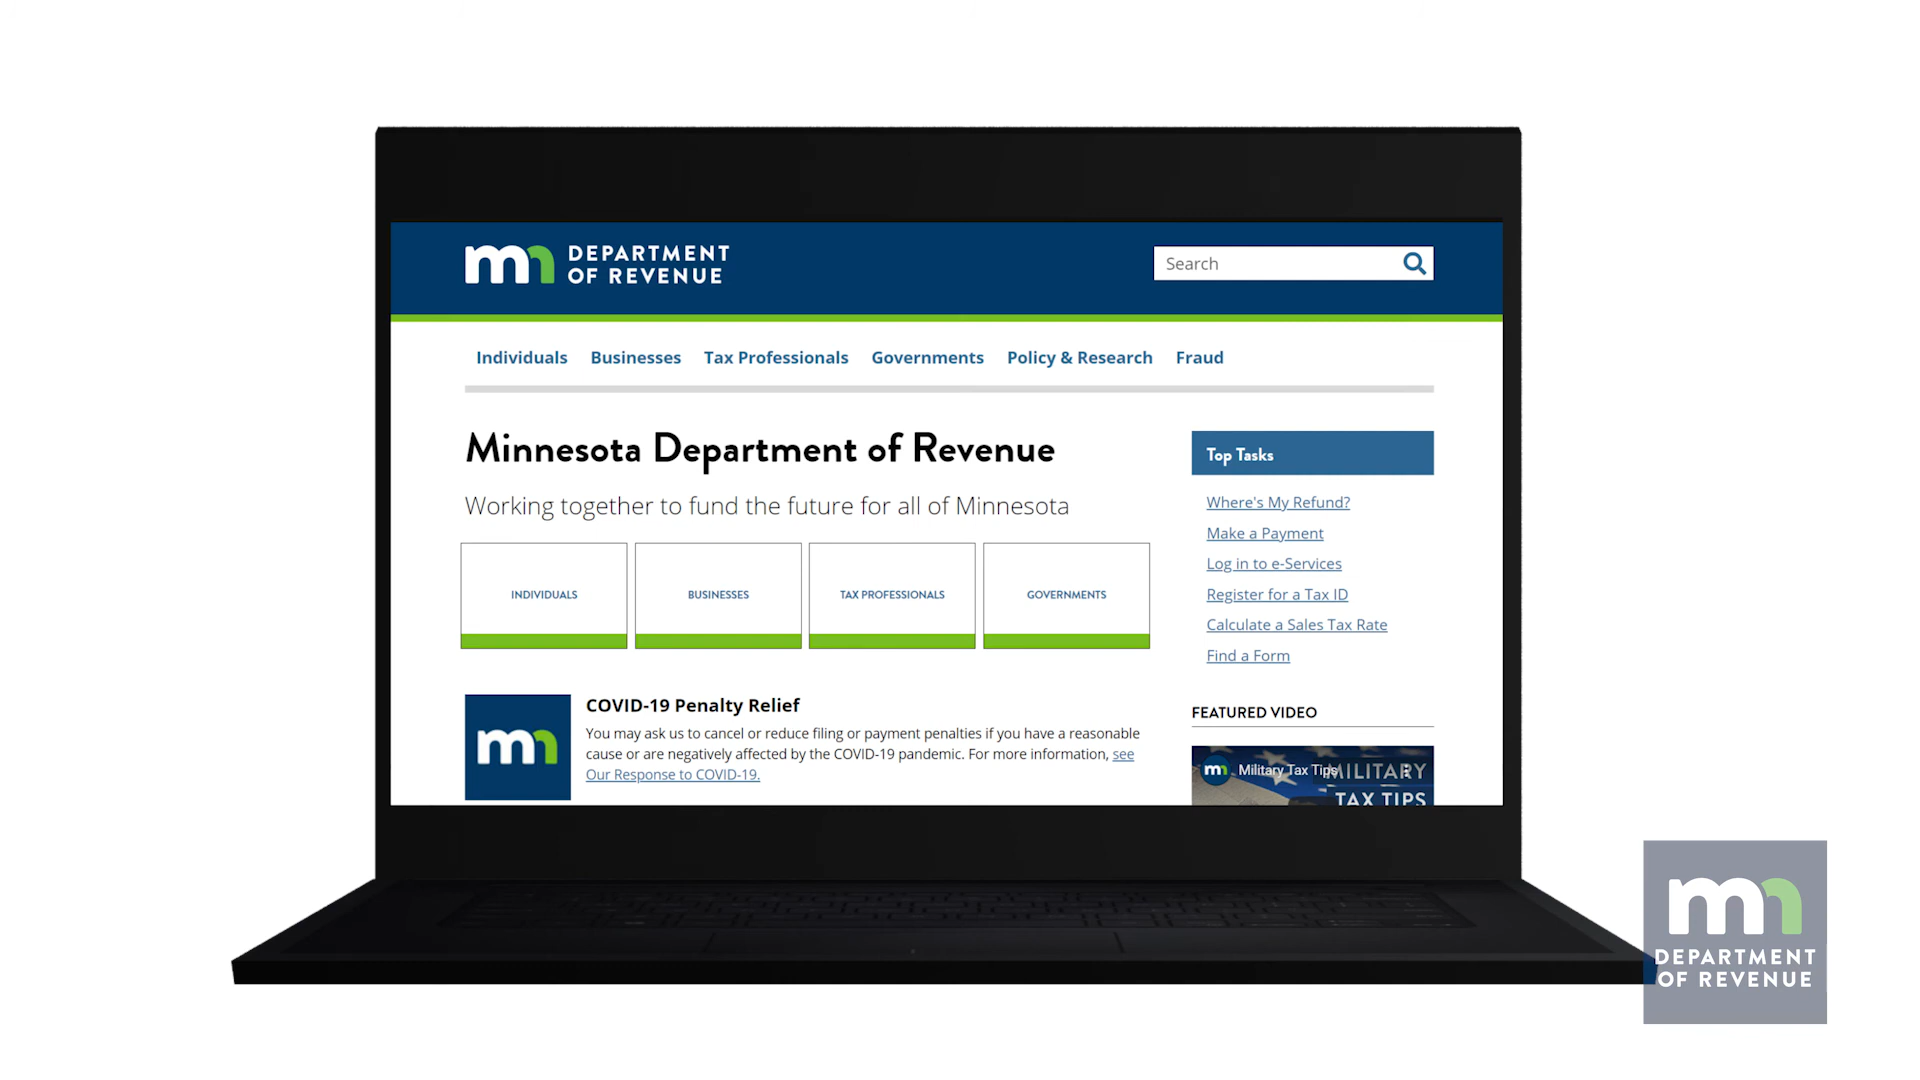 mn DEPARTMENT
OF REVENUE
Search
Individuals Businesses Tax Professionals Governments Policy & Research Fraud
Minnesota Department of Revenue
Working together to fund the future for all of Minnesota
INDIVIDUALS BUSINESSES TAX PROFESSIONALS GOVERNMENTS
mn
COVID-19 Penalty Relief
You may ask us to cancel or reduce filing or payment penalties if you have a reasonable
cause or are negatively affected by the COVID-19 pandemic. For more information, see
Our Response to COVID-19.
Top Tasks
Where's My Refund?
Make a Payment
Log in to e-Services
Register for a Tax ID
Calculate a Sales Tax Rate
Find a Form
FEATURED VIDEO
mn Military Tax Tips
MILITARY
TAX TIPS
mn
DEPARTMENT
OF REVENUE